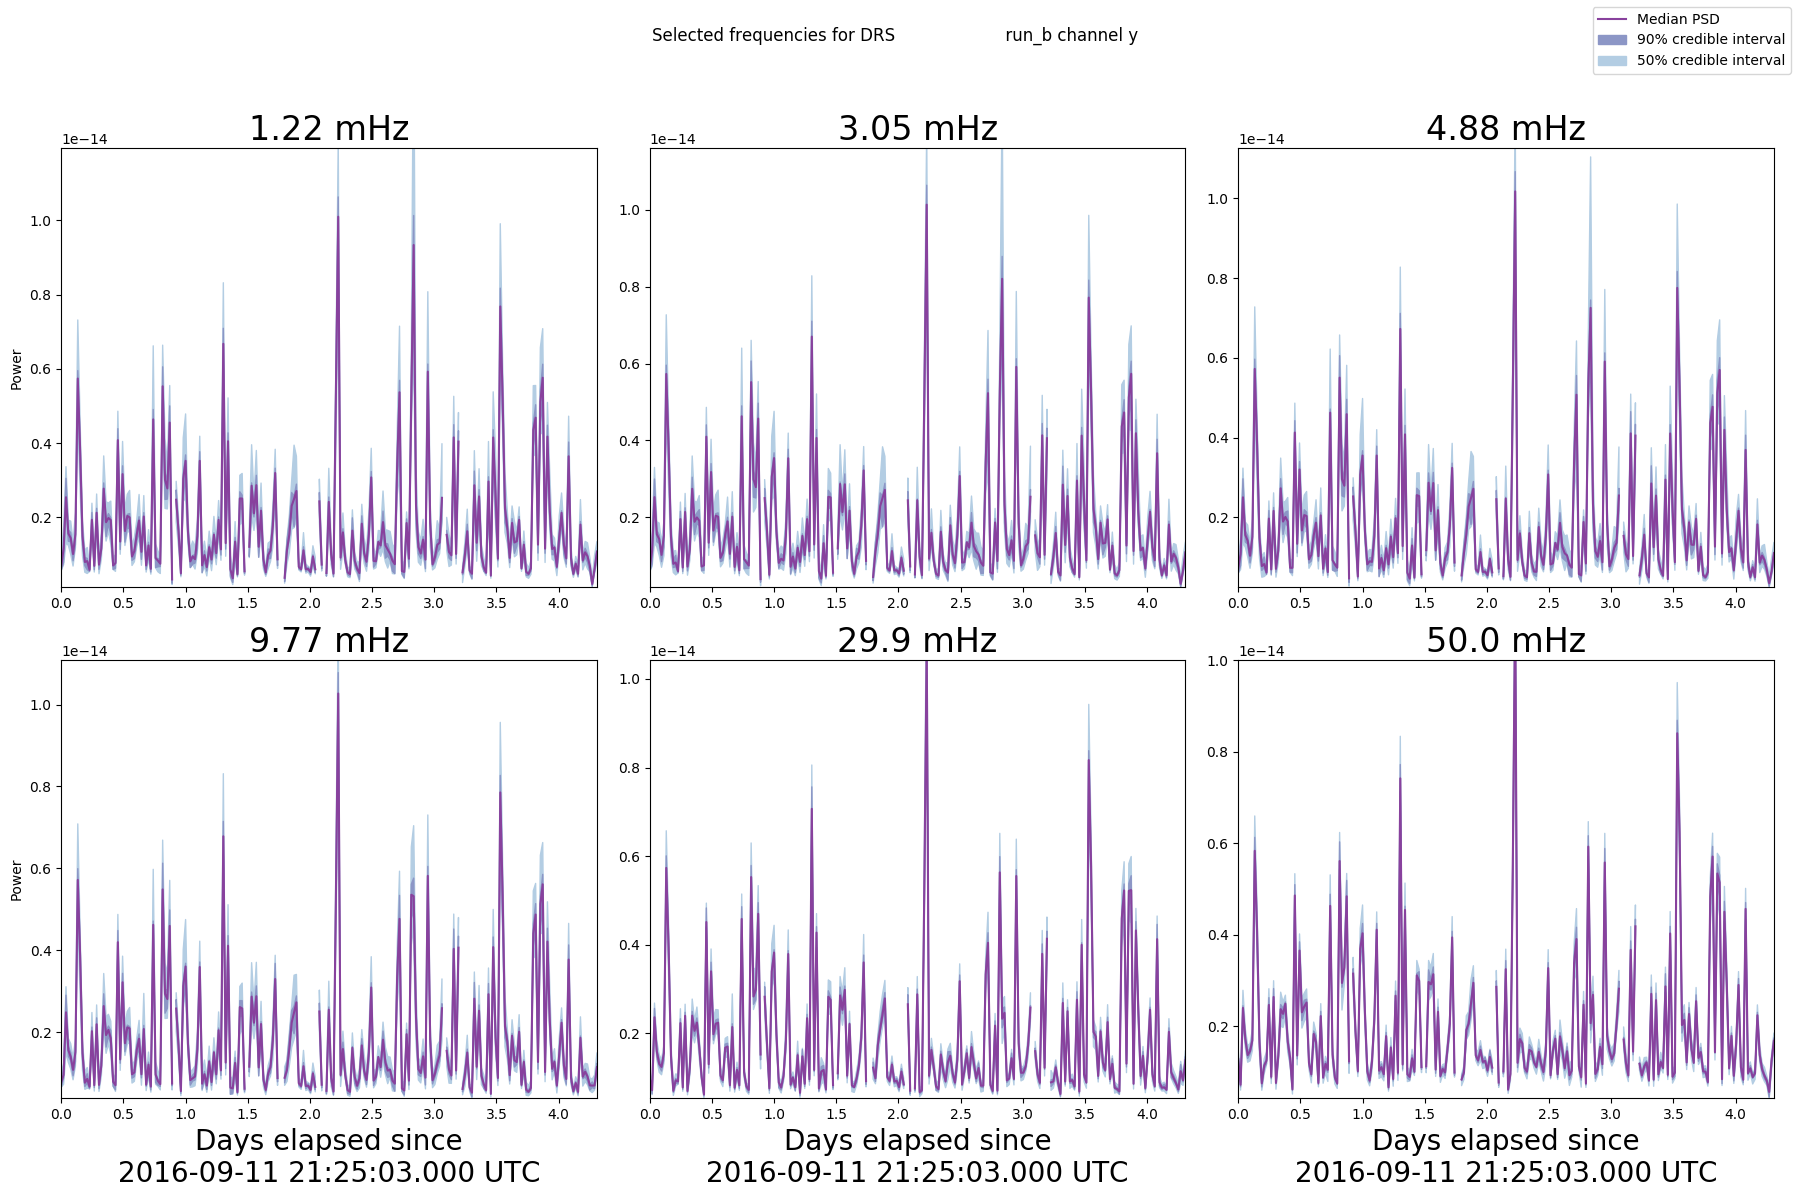 Selected frequencies for DRS run_b channel y
Median PSD
90% credible interval
50% credible interval
1.22 mHz
3.05 mHz
4.88 mHz
1e−14
1e−14
1e−14
Power
1.0
0.8
0.6
0.4
0.2
0.0 0.5 1.0 1.5 2.0 2.5 3.0 3.5 4.0
1.0
0.8
0.6
0.4
0.2
0.0 0.5 1.0 1.5 2.0 2.5 3.0 3.5 4.0
1.0
0.8
0.6
0.4
0.2
0.0 0.5 1.0 1.5 2.0 2.5 3.0 3.5 4.0
9.77 mHz
29.9 mHz
50.0 mHz
1e−14
1e−14
1e−14
Power
1.0
0.8
0.6
0.4
0.2
0.0 0.5 1.0 1.5 2.0 2.5 3.0 3.5 4.0
Days elapsed since
2016-09-11 21:25:03.000 UTC
1.0
0.8
0.6
0.4
0.2
0.0 0.5 1.0 1.5 2.0 2.5 3.0 3.5 4.0
Days elapsed since
2016-09-11 21:25:03.000 UTC
1.0
0.8
0.6
0.4
0.2
0.0 0.5 1.0 1.5 2.0 2.5 3.0 3.5 4.0
Days elapsed since
2016-09-11 21:25:03.000 UTC